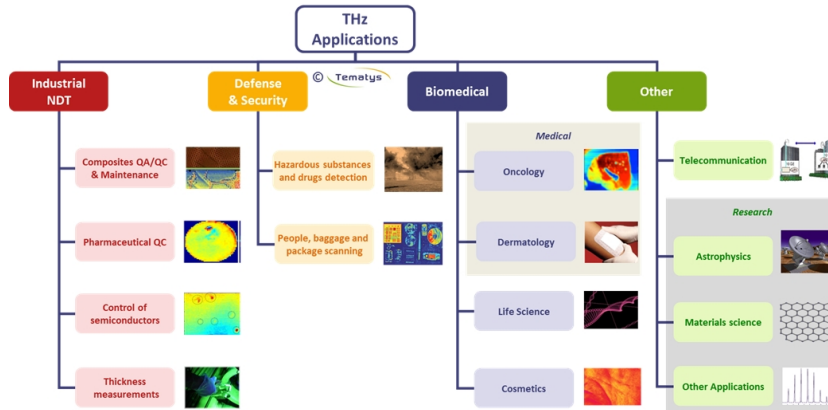 THz
Applications
© Tematys
Industrial
NDT
Defense
& Security
Biomedical
Other
Composites QA/QC
& Maintenance
Pharmaceutical QC
Control of
semiconductors
Thickness
measurements
Hazardous substances
and drugs detection
People, baggage and
package scanning
Medical
Oncology
Dermatology
Life Science
Cosmetics
Telecommunication
Research
Astrophysics
Materials science
Other Applications